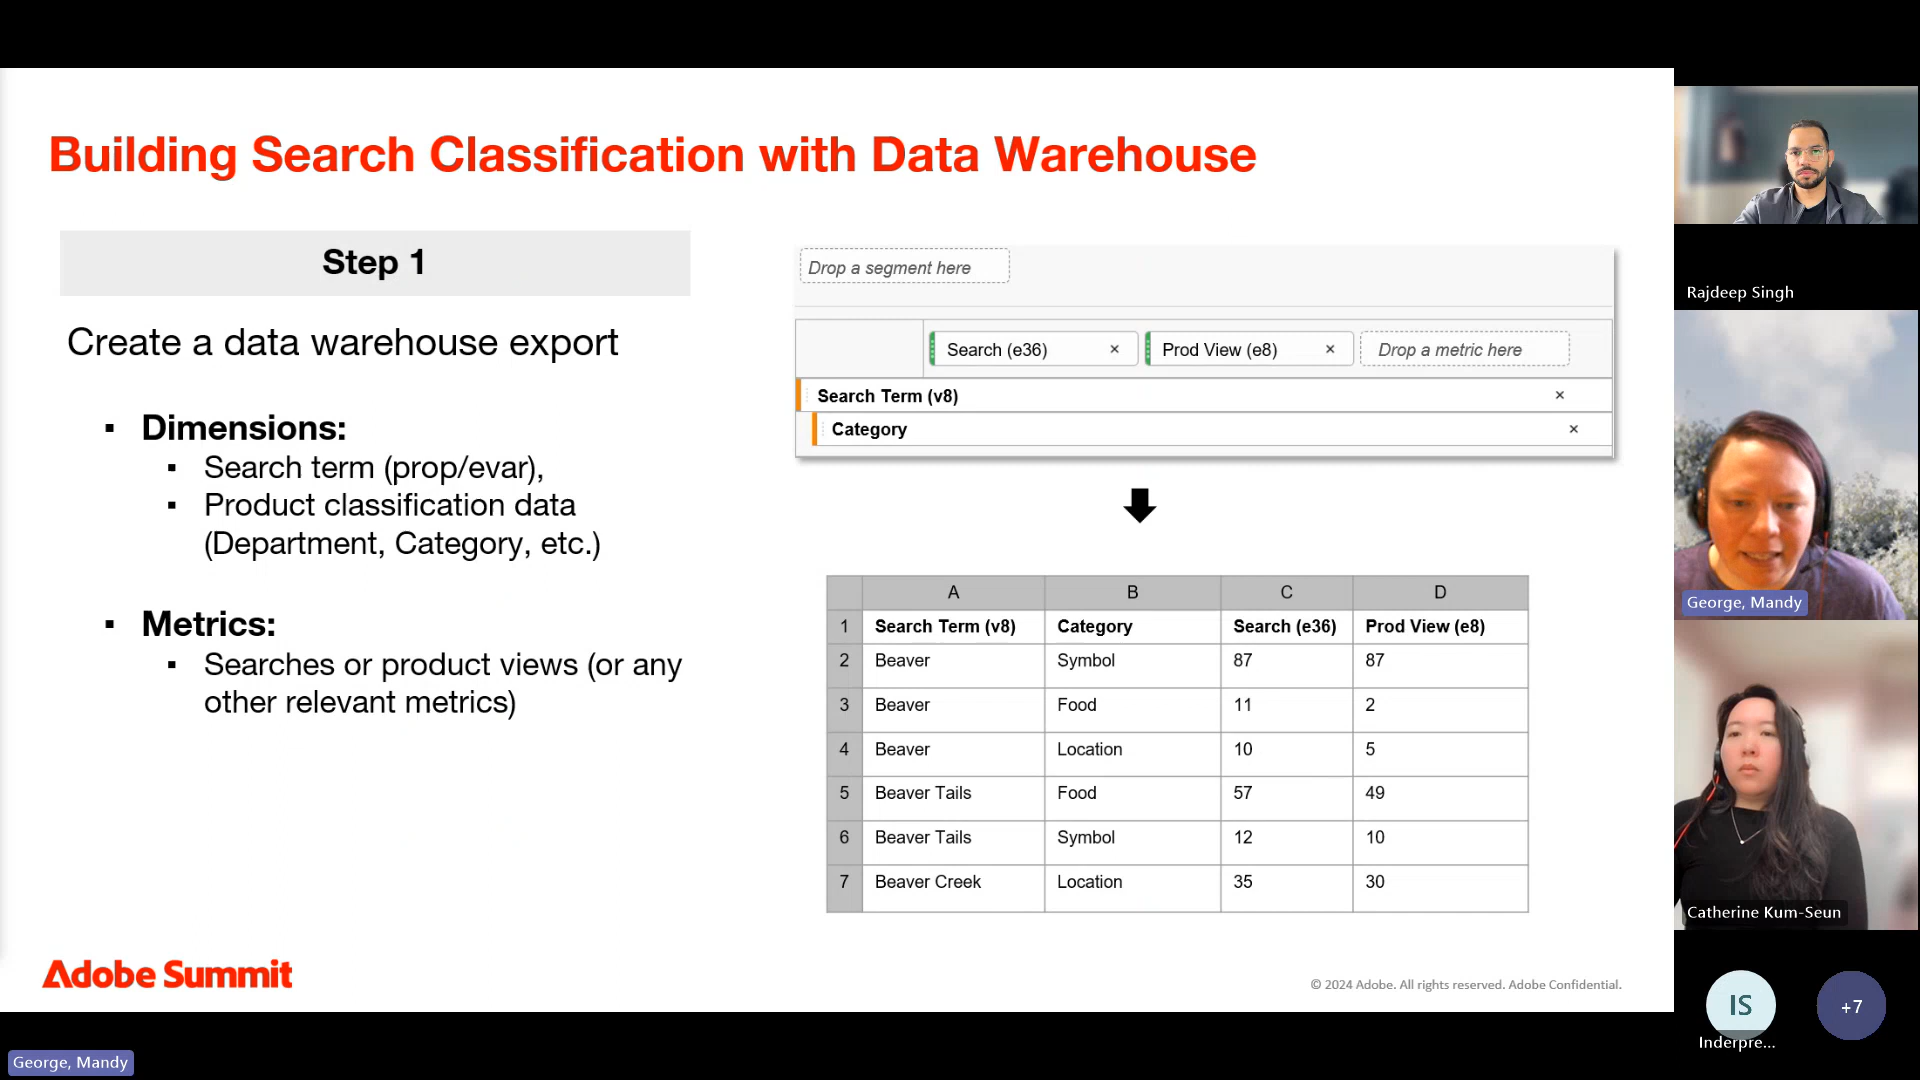 Building Search Classification with Data Warehouse
Step 1
Create a data warehouse export
▪ Dimensions:
▪ Search term (prop/evar),
▪ Product classification data
(Department, Category, etc.)
▪ Metrics:
▪ Searches or product views (or any
other relevant metrics)
Drop a segment here
Search (e36) × Prod View (e8) × Drop a metric here
Search Term (v8) ×
Category ×
A B C D
1 Search Term (v8) Category Search (e36) Prod View (e8)
2 Beaver Symbol 87 87
3 Beaver Food 11 2
4 Beaver Location 10 5
5 Beaver Tails Food 57 49
6 Beaver Tails Symbol 12 10
7 Beaver Creek Location 35 30
Adobe Summit
© 2024 Adobe. All rights reserved. Adobe Confidential.
Rajdeep Singh
George, Mandy
Catherine Kum-Seun
IS
Inderpre...
+7
George, Mandy